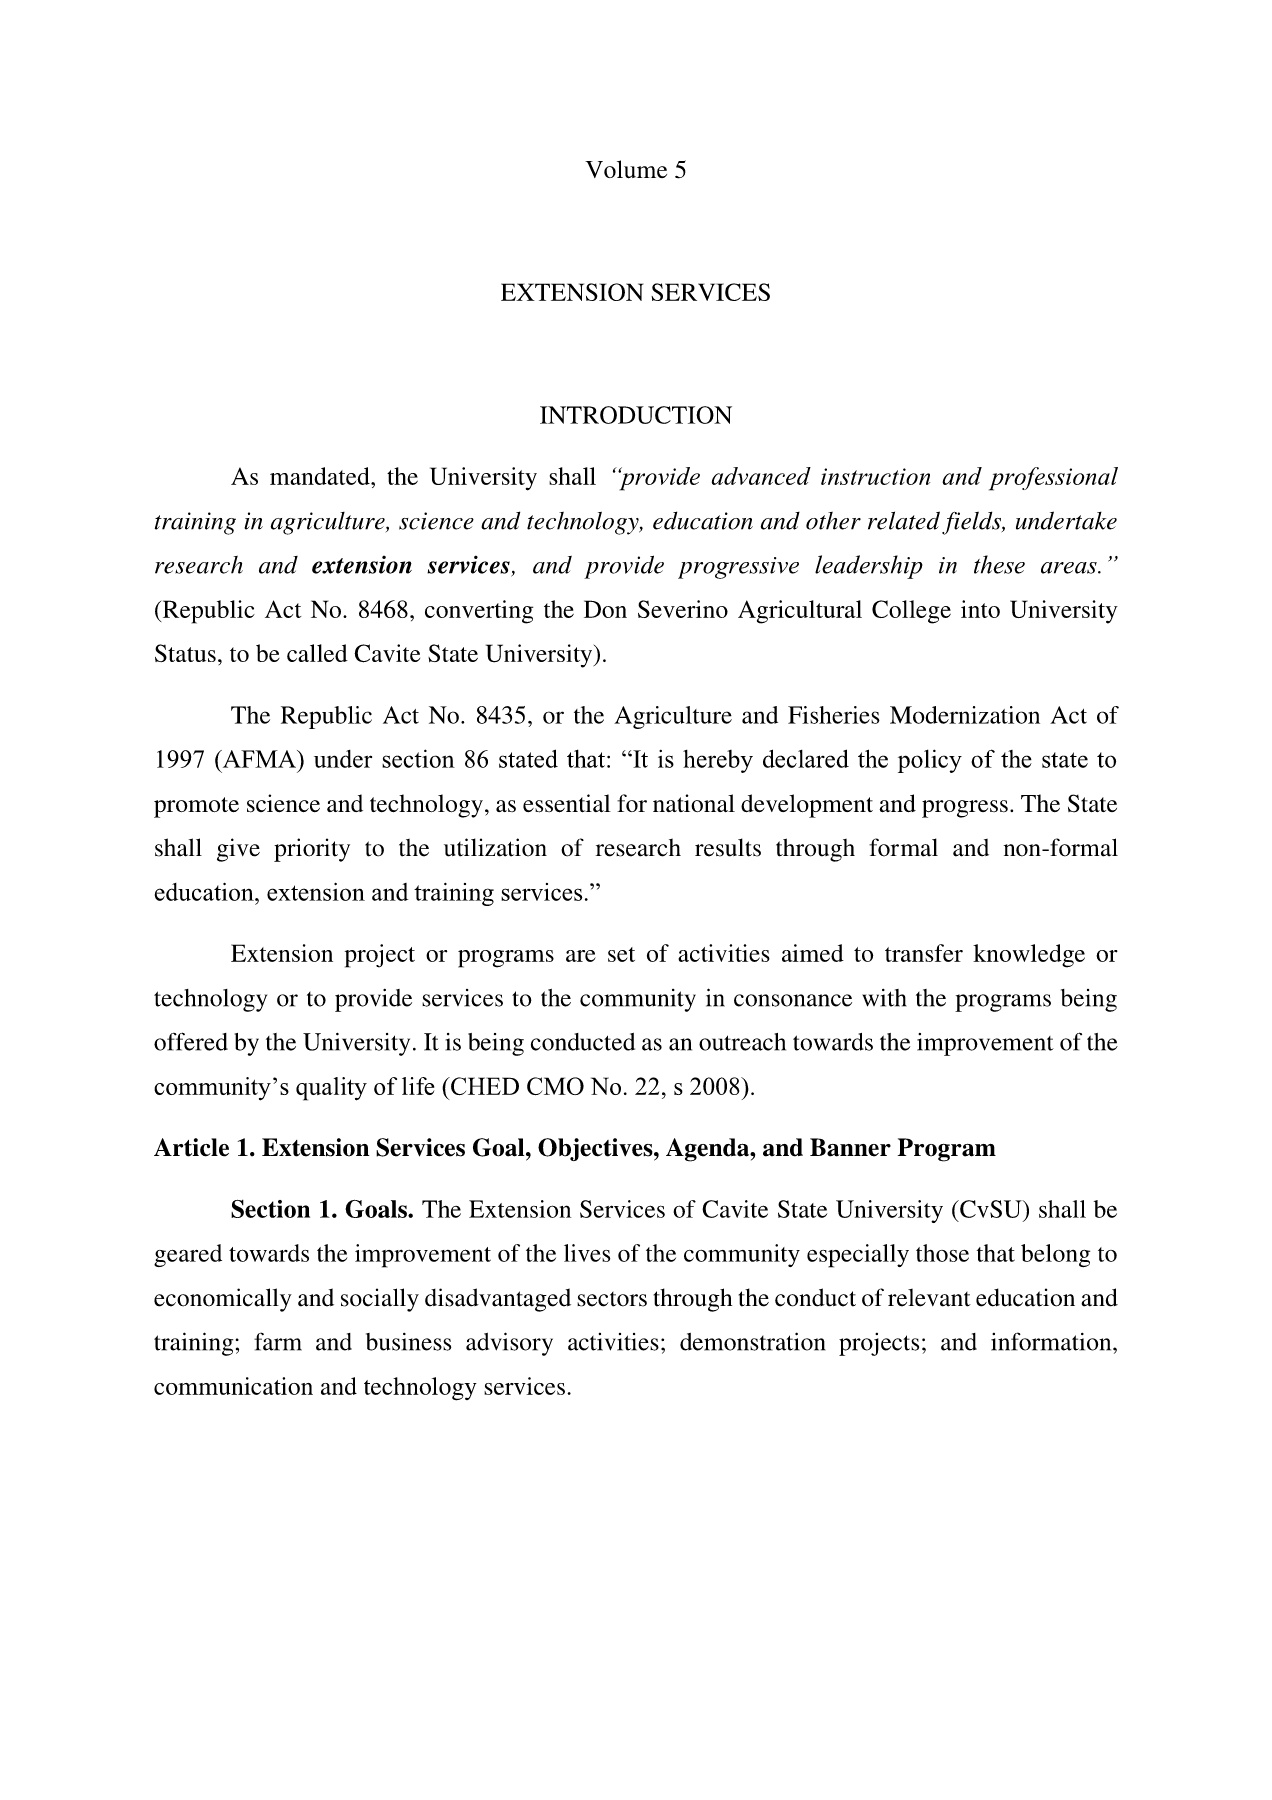 Volume 5
EXTENSION SERVICES
INTRODUCTION
As mandated, the University shall “provide advanced instruction and professional
training in agriculture, science and technology, education and other related fields, undertake
research and extension services, and provide progressive leadership in these areas.”
(Republic Act No. 8468, converting the Don Severino Agricultural College into University
Status, to be called Cavite State University).
The Republic Act No. 8435, or the Agriculture and Fisheries Modernization Act of
1997 (AFMA) under section 86 stated that: “It is hereby declared the policy of the state to
promote science and technology, as essential for national development and progress. The State
shall give priority to the utilization of research results through formal and non-formal
education, extension and training services.”
Extension project or programs are set of activities aimed to transfer knowledge or
technology or to provide services to the community in consonance with the programs being
offered by the University. It is being conducted as an outreach towards the improvement of the
community’s quality of life (CHED CMO No. 22, s 2008).
Article 1. Extension Services Goal, Objectives, Agenda, and Banner Program
Section 1. Goals. The Extension Services of Cavite State University (CvSU) shall be
geared towards the improvement of the lives of the community especially those that belong to
economically and socially disadvantaged sectors through the conduct of relevant education and
training; farm and business advisory activities; demonstration projects; and information,
communication and technology services.